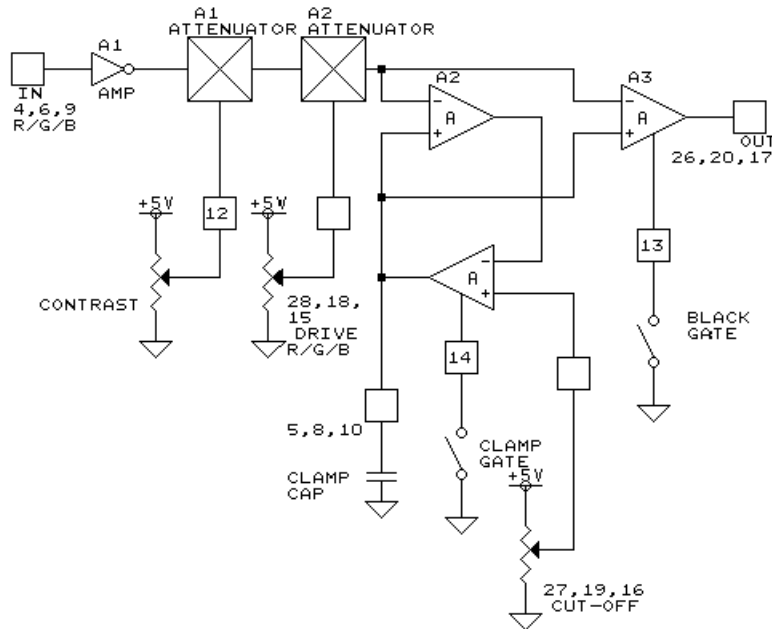 A1
ATTENUATOR
A2
ATTENUATOR
A1
AMP
IN
4,6,9
R/G/B
A2
-
A
+
A3
-
A
+
OUT
26,20,17
+5V
12
+5V
13
CONTRAST
28,18,
15
DRIVE
R/G/B
-
A
+
14
BLACK
GATE
5,8,10
CLAMP
CAP
CLAMP
GATE
+5V
27,19,16
CUT-OFF